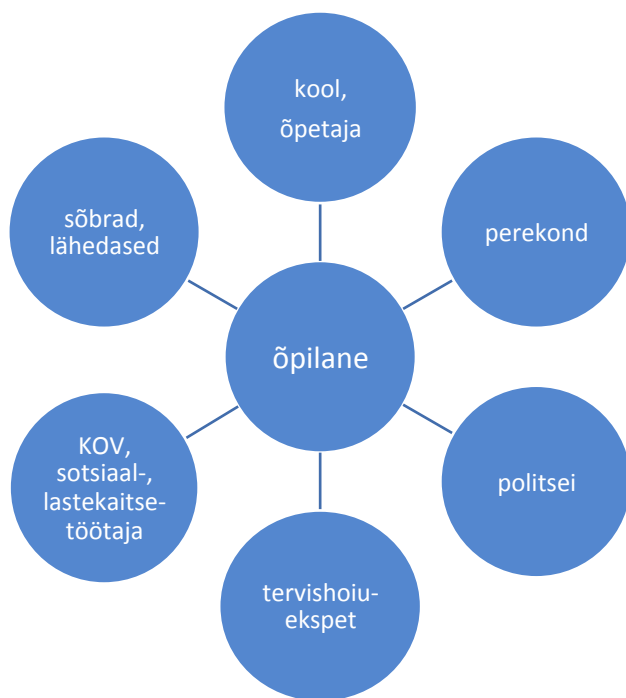 kool,
õpetaja
sõbrad,
lähedased
perekond
õpilane
KOV,
sotsiaal-,
lastekaitse-
töötaja
politsei
tervishoiu-
ekspet